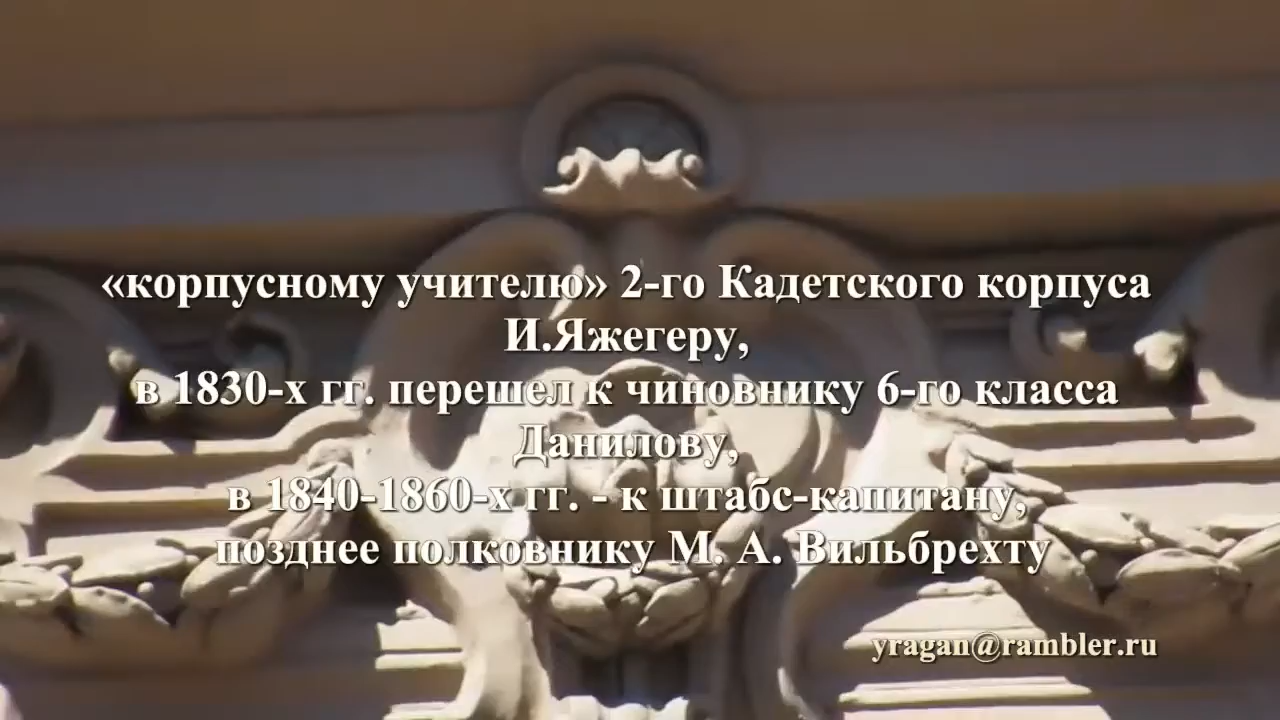 «корпусному учителю» 2-го Кадетского корпуса
И.Яжегеру,
в 1830-х гг. перешел к чиновнику 6-го класса
Данилову,
в 1840-1860-х гг. - к штабс-капитану,
позднее полковнику М. А. Вильбрехту
yragan@rambler.ru